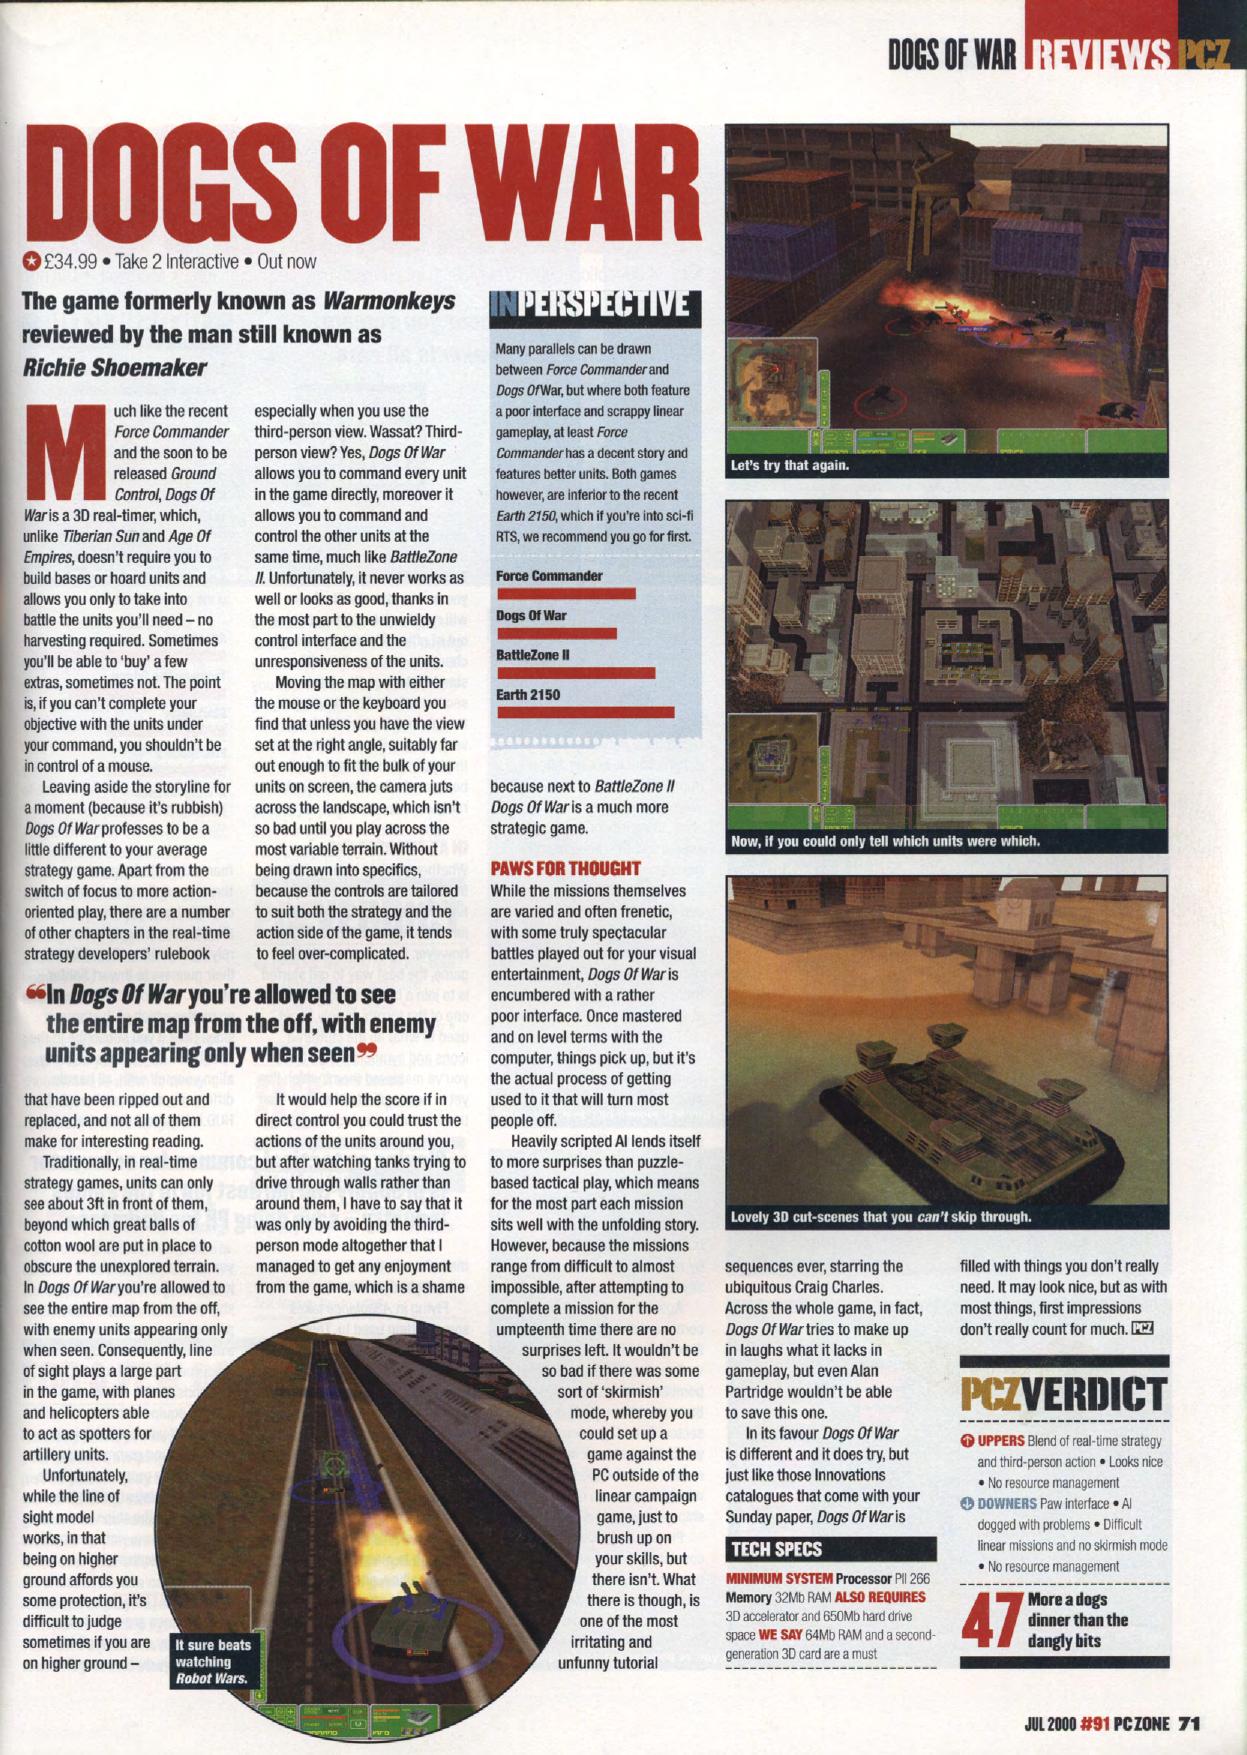 DOGS OF WAR REVIEWS PCZ
DOGS OF WAR
£34.99 • Take 2 Interactive • Out now
The game formerly known as Warmonkeys
reviewed by the man still known as
Richie Shoemaker
Much like the recent
Force Commander
and the soon to be
released Ground
Control, Dogs Of
War is a 3D real-timer, which,
unlike Tiberian Sun and Age Of
Empires, doesn't require you to
build bases or hoard units and
allows you only to take into
battle the units you'll need – no
harvesting required. Sometimes
you'll be able to 'buy' a few
extras, sometimes not. The point
is, if you can't complete your
objective with the units under
your command, you shouldn't be
in control of a mouse.
Leaving aside the storyline for
a moment (because it's rubbish)
Dogs Of War professes to be a
little different to your average
strategy game. Apart from the
switch of focus to more action-
oriented play, there are a number
of other chapters in the real-time
strategy developers' rulebook
“In Dogs Of War you're allowed to see
the entire map from the off, with enemy
units appearing only when seen”
that have been ripped out and
replaced, and not all of them
make for interesting reading.
Traditionally, in real-time
strategy games, units can only
see about 3ft in front of them,
beyond which great balls of
cotton wool are put in place to
obscure the unexplored terrain.
In Dogs Of War you're allowed to
see the entire map from the off,
with enemy units appearing only
when seen. Consequently, line
of sight plays a large part
in the game, with planes
and helicopters able
to act as spotters for
artillery units.
Unfortunately,
while the line of
sight model
works, in that
being on higher
ground affords you
some protection, it's
difficult to judge
sometimes if you are
on higher ground –
especially when you use the
third-person view. Wassat? Third-
person view? Yes, Dogs Of War
allows you to command every unit
in the game directly, moreover it
allows you to command and
control the other units at the
same time, much like BattleZone
II. Unfortunately, it never works as
well or looks as good, thanks in
the most part to the unwieldy
control interface and the
unresponsiveness of the units.
Moving the map with either
the mouse or the keyboard you
find that unless you have the view
set at the right angle, suitably far
out enough to fit the bulk of your
units on screen, the camera juts
across the landscape, which isn't
so bad until you play across the
most variable terrain. Without
being drawn into specifics,
because the controls are tailored
to suit both the strategy and the
action side of the game, it tends
to feel over-complicated.
It would help the score if in
direct control you could trust the
actions of the units around you,
but after watching tanks trying to
drive through walls rather than
around them, I have to say that it
was only by avoiding the third-
person mode altogether that I
managed to get any enjoyment
from the game, which is a shame
It sure beats
watching
Robot Wars.
INPERSPECTIVE
Many parallels can be drawn
between Force Commander and
Dogs Of War, but where both feature
a poor interface and scrappy linear
gameplay, at least Force
Commander has a decent story and
features better units. Both games
however, are inferior to the recent
Earth 2150, which if you're into sci-fi
RTS, we recommend you go for first.
Force Commander
Dogs Of War
BattleZone II
Earth 2150
because next to BattleZone II
Dogs Of War is a much more
strategic game.
PAWS FOR THOUGHT
While the missions themselves
are varied and often frenetic,
with some truly spectacular
battles played out for your visual
entertainment, Dogs Of War is
encumbered with a rather
poor interface. Once mastered
and on level terms with the
computer, things pick up, but it's
the actual process of getting
used to it that will turn most
people off.
Heavily scripted AI lends itself
to more surprises than puzzle-
based tactical play, which means
for the most part each mission
sits well with the unfolding story.
However, because the missions
range from difficult to almost
impossible, after attempting to
complete a mission for the
umpteenth time there are no
surprises left. It wouldn't be
so bad if there was some
sort of 'skirmish'
mode, whereby you
could set up a
game against the
PC outside of the
linear campaign
game, just to
brush up on
your skills, but
there isn't. What
there is though, is
one of the most
irritating and
unfunny tutorial
Let's try that again.
Now, if you could only tell which units were which.
Lovely 3D cut-scenes that you can't skip through.
sequences ever, starring the
ubiquitous Craig Charles.
Across the whole game, in fact,
Dogs Of War tries to make up
in laughs what it lacks in
gameplay, but even Alan
Partridge wouldn't be able
to save this one.
In its favour Dogs Of War
is different and it does try, but
just like those Innovations
catalogues that come with your
Sunday paper, Dogs Of War is
TECH SPECS
MINIMUM SYSTEM Processor PII 266
Memory 32Mb RAM ALSO REQUIRES
3D accelerator and 650Mb hard drive
space WE SAY 64Mb RAM and a second-
generation 3D card are a must
filled with things you don't really
need. It may look nice, but as with
most things, first impressions
don't really count for much. PCZ
PCZVERDICT
UPPERS Blend of real-time strategy
and third-person action • Looks nice
• No resource management
DOWNERS Paw interface • AI
dogged with problems • Difficult
linear missions and no skirmish mode
• No resource management
47
More a dogs
dinner than the
dangly bits
JUL 2000 #91 PC ZONE 71